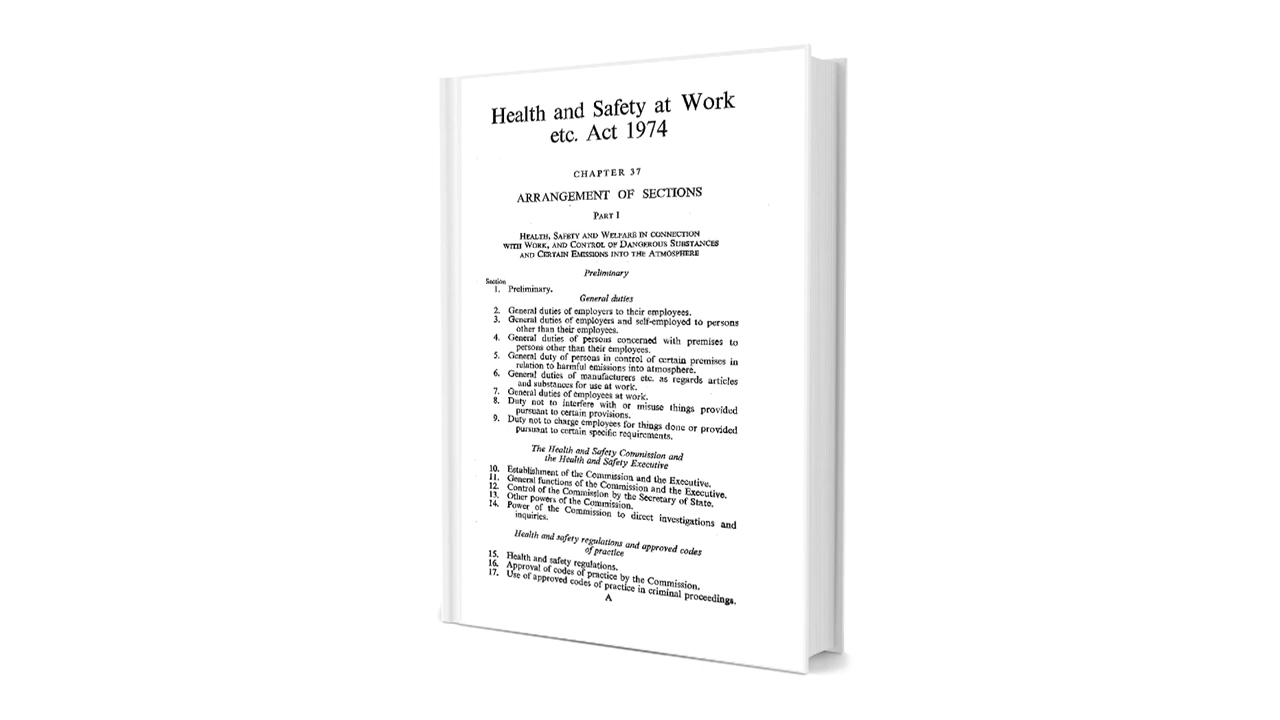 Health and Safety at Work
etc. Act 1974
CHAPTER 37
ARRANGEMENT OF SECTIONS
PART I
HEALTH, SAFETY AND WELFARE IN CONNECTION
WITH WORK, AND CONTROL OF DANGEROUS SUBSTANCES
AND CERTAIN EMISSIONS INTO THE ATMOSPHERE
Preliminary
Section
1. Preliminary.
General duties
2. General duties of employers to their employees.
3. General duties of employers and self-employed to persons
other than their employees.
4. General duties of persons concerned with premises to
persons other than their employees.
5. General duty of persons in control of certain premises in
relation to harmful emissions into atmosphere.
6. General duties of manufacturers etc. as regards articles
and substances for use at work.
7. General duties of employees at work.
8. Duty not to interfere with or misuse things provided
pursuant to certain provisions.
9. Duty not to charge employees for things done or provided
pursuant to certain specific requirements.
The Health and Safety Commission and
the Health and Safety Executive
10. Establishment of the Commission and the Executive.
11. General functions of the Commission and the Executive.
12. Control of the Commission by the Secretary of State.
13. Other powers of the Commission.
14. Power of the Commission to direct investigations and
inquiries.
Health and safety regulations and approved codes
of practice
15. Health and safety regulations.
16. Approval of codes of practice by the Commission.
17. Use of approved codes of practice in criminal proceedings.
A